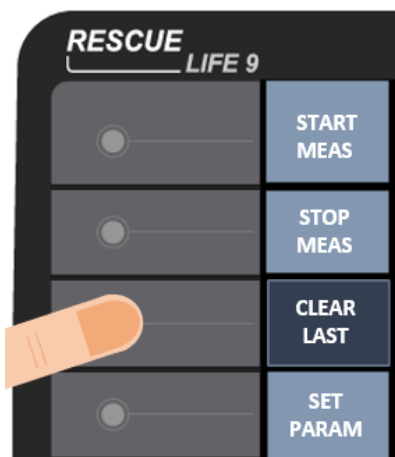 RESCUE
LIFE 9
START
MEAS
STOP
MEAS
CLEAR
LAST
SET
PARAM